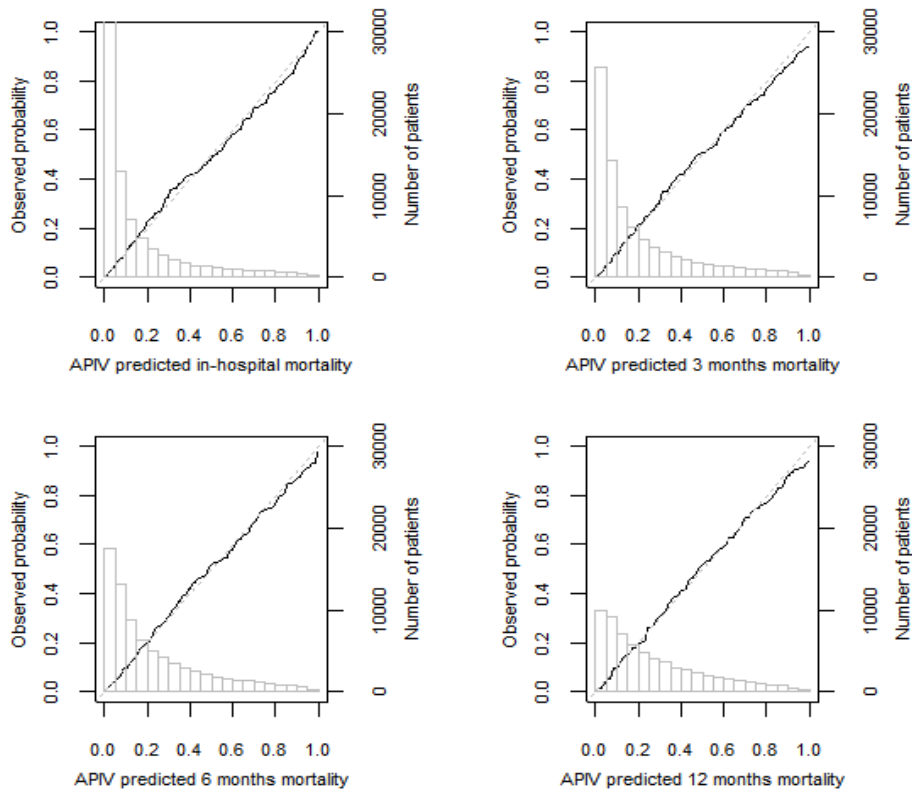 Observed probability
0.0 0.2 0.4 0.6 0.8 1.0
0 10000 20000 30000
Number of patients
0.0 0.2 0.4 0.6 0.8 1.0
APIV predicted in-hospital mortality
Observed probability
0.0 0.2 0.4 0.6 0.8 1.0
0 10000 20000 30000
Number of patients
0.0 0.2 0.4 0.6 0.8 1.0
APIV predicted 3 months mortality
Observed probability
0.0 0.2 0.4 0.6 0.8 1.0
0 10000 20000 30000
Number of patients
0.0 0.2 0.4 0.6 0.8 1.0
APIV predicted 6 months mortality
Observed probability
0.0 0.2 0.4 0.6 0.8 1.0
0 10000 20000 30000
Number of patients
0.0 0.2 0.4 0.6 0.8 1.0
APIV predicted 12 months mortality